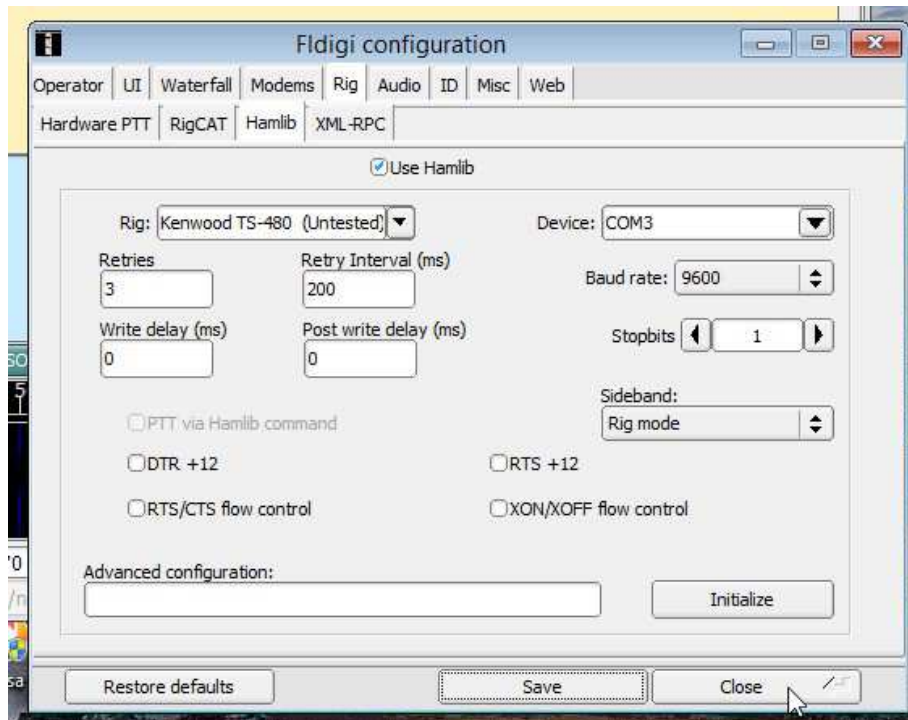 Fldigi configuration
Operator UI Waterfall Modems Rig Audio ID Misc Web
Hardware PTT RigCAT Hamlib XML-RPC
Use Hamlib
Rig: Kenwood TS-480 (Untested) Device: COM3
Retries Retry Interval (ms)
3 200 Baud rate: 9600
Write delay (ms) Post write delay (ms)
0 0 Stopbits 1
Sideband:
PTT via Hamlib command Rig mode
DTR +12 RTS +12
RTS/CTS flow control XON/XOFF flow control
Advanced configuration:
Initialize
Restore defaults Save Close